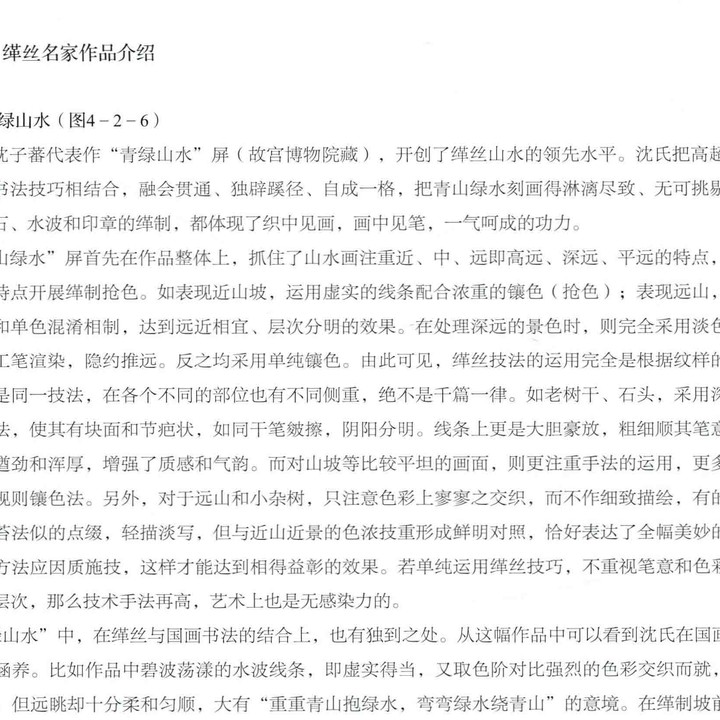 缂丝名家作品介绍
绿山水（图4－2－6）
沈子蕃代表作“青绿山水”屏（故宫博物院藏），开创了缂丝山水的领先水平。沈氏把高超
书法技巧相结合，融会贯通、独辟蹊径、自成一格，把青山绿水刻画得淋漓尽致、无可挑剔
石、水波和印章的缂制，都体现了织中见画，画中见笔，一气呵成的功力。
山绿水”屏首先在作品整体上，抓住了山水画注重近、中、远即高远、深远、平远的特点，
特点开展缂制抢色。如表现近山坡，运用虚实的线条配合浓重的镶色（抢色）；表现远山，
和单色混淆相制，达到远近相宜、层次分明的效果。在处理深远的景色时，则完全采用淡色
工笔渲染，隐约推远。反之均采用单纯镶色。由此可见，缂丝技法的运用完全是根据纹样的
是同一技法，在各个不同的部位也有不同侧重，绝不是千篇一律。如老树干、石头，采用深
法，使其有块面和节疤状，如同干笔皴擦，阴阳分明。线条上更是大胆豪放，粗细顺其笔意
遒劲和浑厚，增强了质感和气韵。而对山坡等比较平坦的画面，则更注重手法的运用，更多
规则镶色法。另外，对于远山和小杂树，只注意色彩上寥寥之交织，而不作细致描绘，有的
苔法似的点缀，轻描淡写，但与近山近景的色浓技重形成鲜明对照，恰好表达了全幅美妙的
方法应因质施技，这样才能达到相得益彰的效果。若单纯运用缂丝技巧，不重视笔意和色彩
层次，那么技术手法再高，艺术上也是无感染力的。
绿山水”中，在缂丝与国画书法的结合上，也有独到之处。从这幅作品中可以看到沈氏在国画
涵养。比如作品中碧波荡漾的水波线条，即虚实得当，又取色阶对比强烈的色彩交织而就，
但远眺却十分柔和匀顺，大有“重重青山抱绿水，弯弯绿水绕青山”的意境。在缂制坡亩